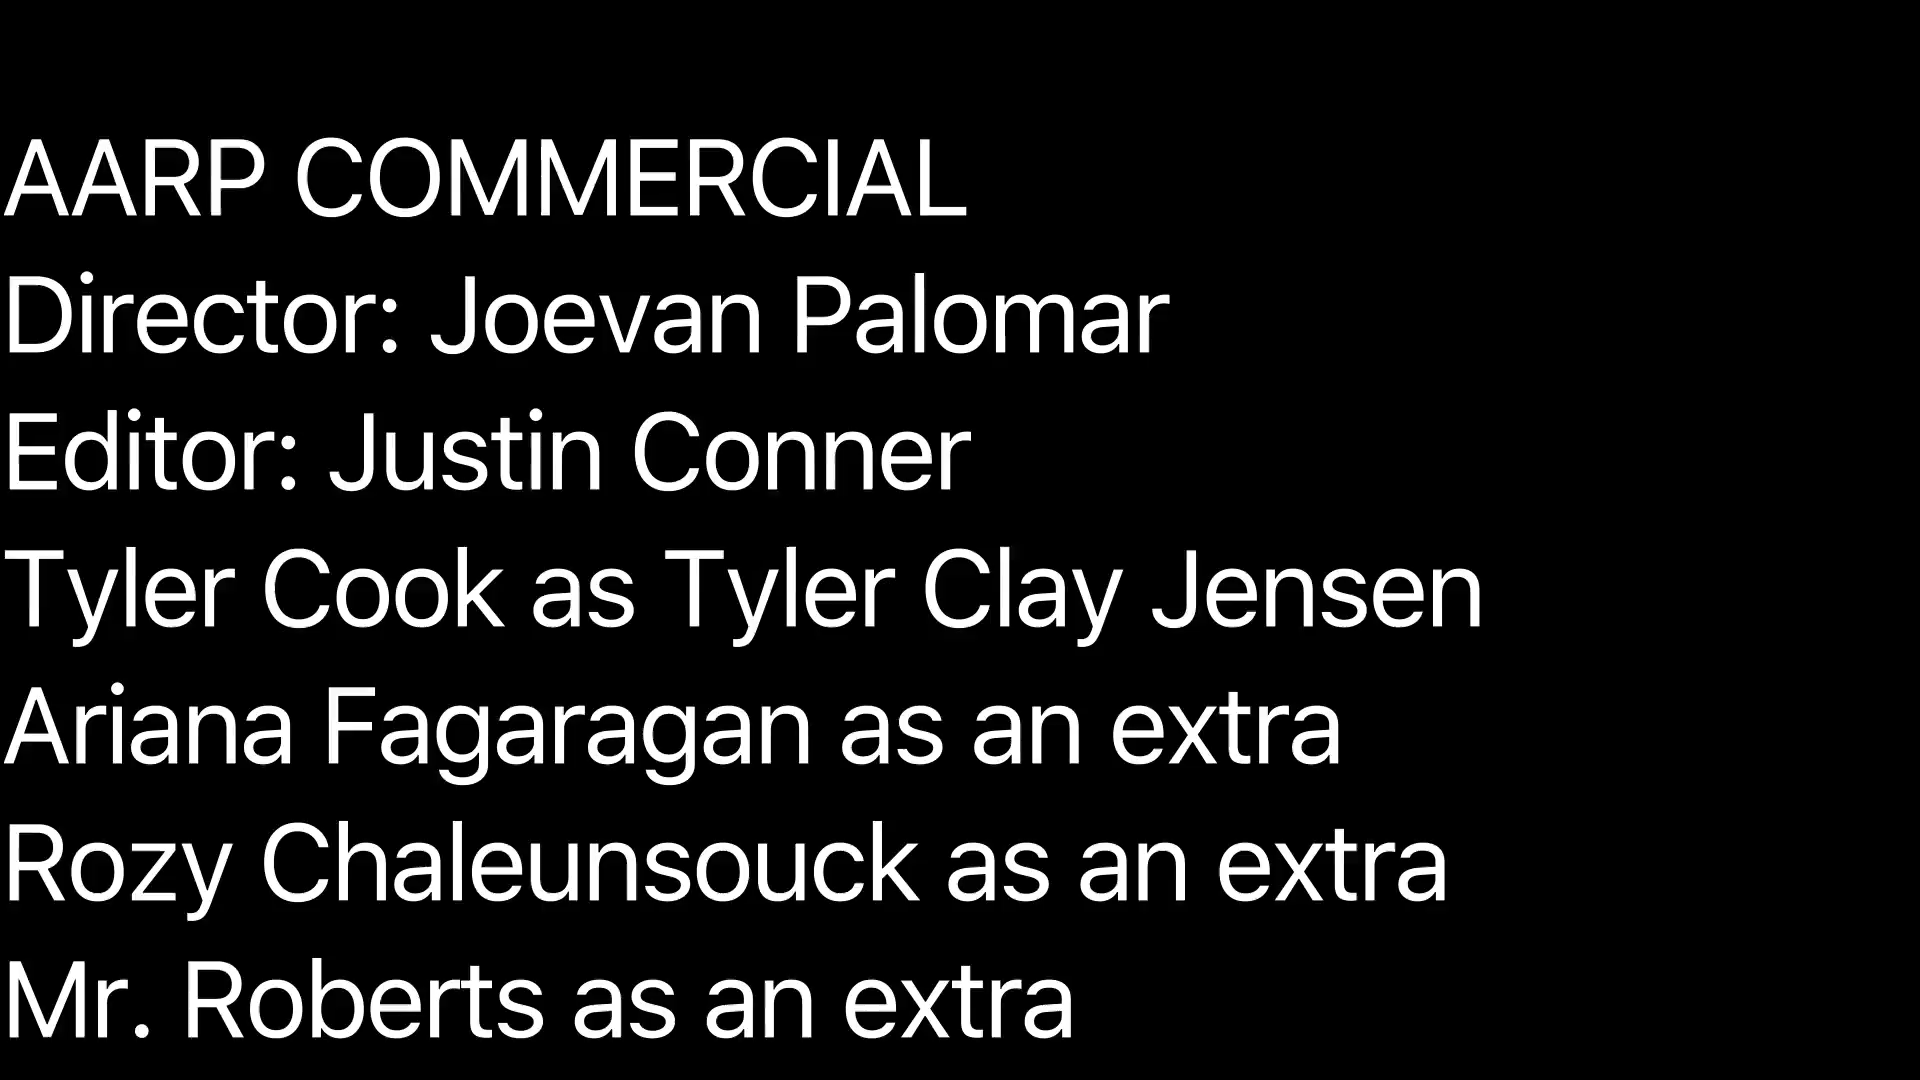 AARP COMMERCIAL
Director: Joevan Palomar
Editor: Justin Conner
Tyler Cook as Tyler Clay Jensen
Ariana Fagaragan as an extra
Rozy Chaleunsouck as an extra
Mr. Roberts as an extra